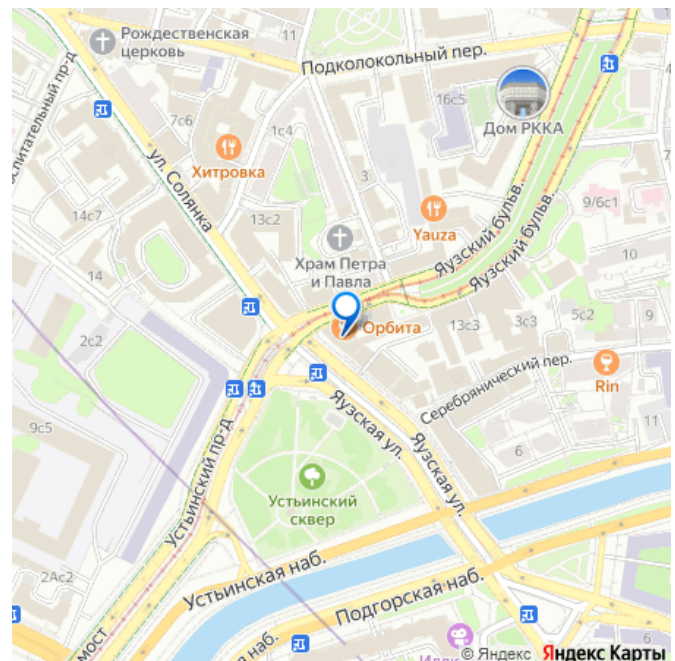 Рождественская
церковь
11
Подколокольный пер.
спитательный пр-д
7с6
16с5
Дом РККА
1с4
Хитровка
ул. Солянка
3
9/6с1
Yauza
13с2
14с7
Храм Петра
и Павла
Яузский бульв.
Яузский бульв.
10
14
Орбита
13с3
3с3
5с2
9
2с2
Серебрянический пер.
Rin
Яузская ул.
Яузская ул.
11
9с5
6
Устьинский пр-д
Устьинский
сквер
2Ас2
Устьинская наб.
Подгорская наб.
мост
наб.
© Яндекс Яндекс Карты